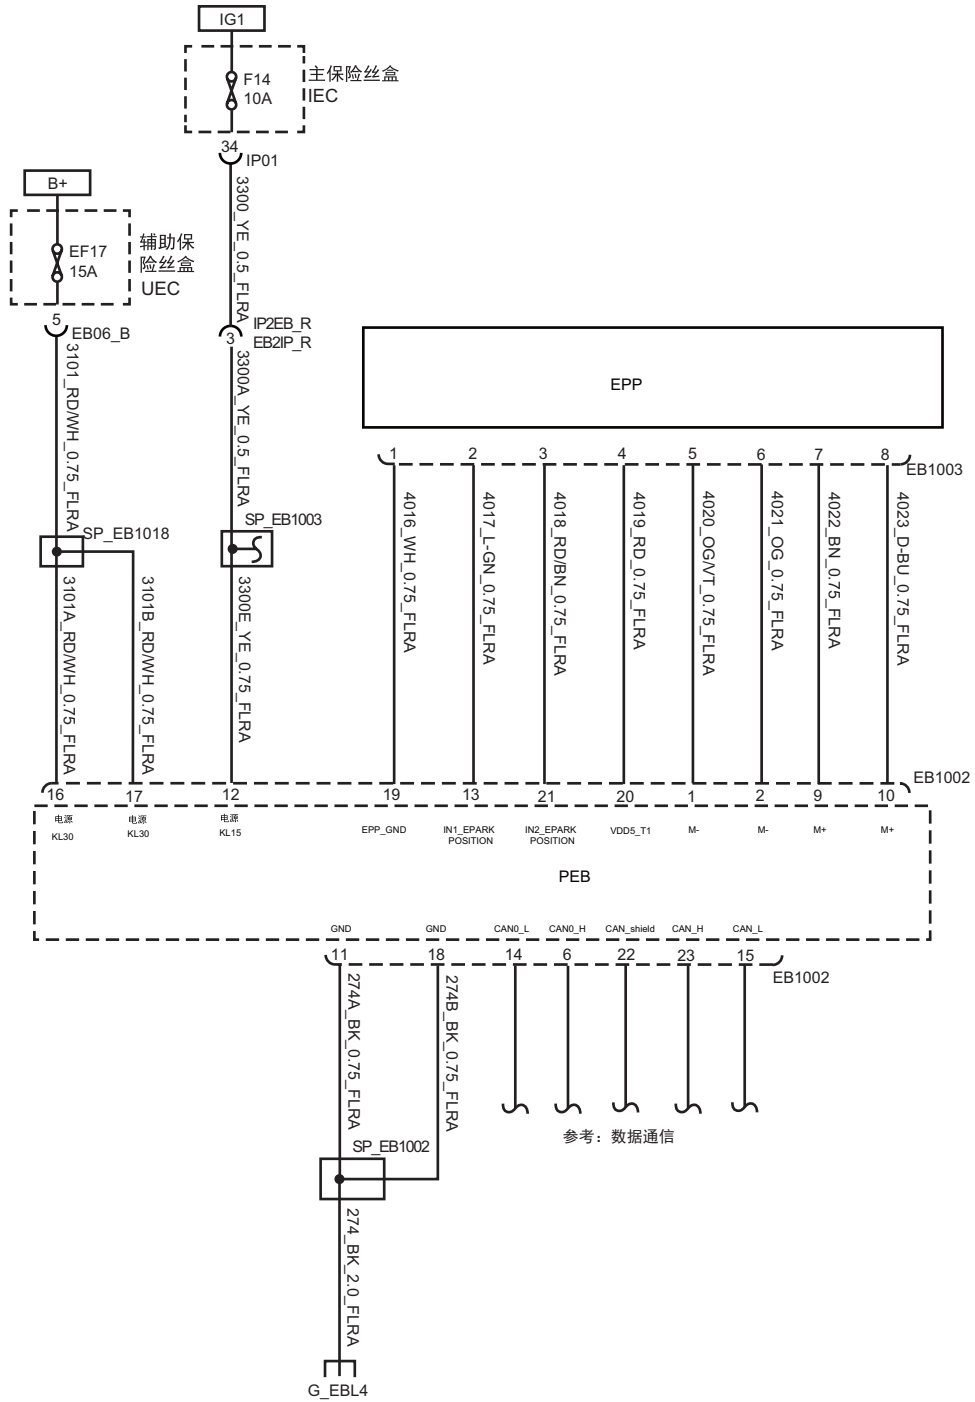 IG1
F14
10A
主保险丝盒
IEC
34
IP01
B+
EF17
15A
辅助保
险丝盒
UEC
5
EB06_B
3101_RD/WH_0.75_FLRA
3300_YE_0.5_FLRA
IP2EB_R
3
EB2IP_R
3300A_YE_0.5_FLRA
EPP
1
2
3
4
5
6
7
8
EB1003
SP_EB1018
SP_EB1003
3101A_RD/WH_0.75_FLRA
3101B_RD/WH_0.75_FLRA
3300E_YE_0.75_FLRA
4016_WH_0.75_FLRA
4017_L-GN_0.75_FLRA
4018_RD/BN_0.75_FLRA
4019_RD_0.75_FLRA
4020_OG/VT_0.75_FLRA
4021_OG_0.75_FLRA
4022_BN_0.75_FLRA
4023_D-BU_0.75_FLRA
EB1002
16
17
12
19
13
21
20
1
2
9
10
电源
KL30
电源
KL30
电源
KL15
EPP_GND
IN1_EPARK
POSITION
IN2_EPARK
POSITION
VDD5_T1
M-
M-
M+
M+
PEB
GND
GND
CAN0_L
CAN0_H
CAN_shield
CAN_H
CAN_L
11
18
14
6
22
23
15
EB1002
274A_BK_0.75_FLRA
274B_BK_0.75_FLRA
参考：数据通信
SP_EB1002
274_BK_2.0_FLRA
G_EBL4